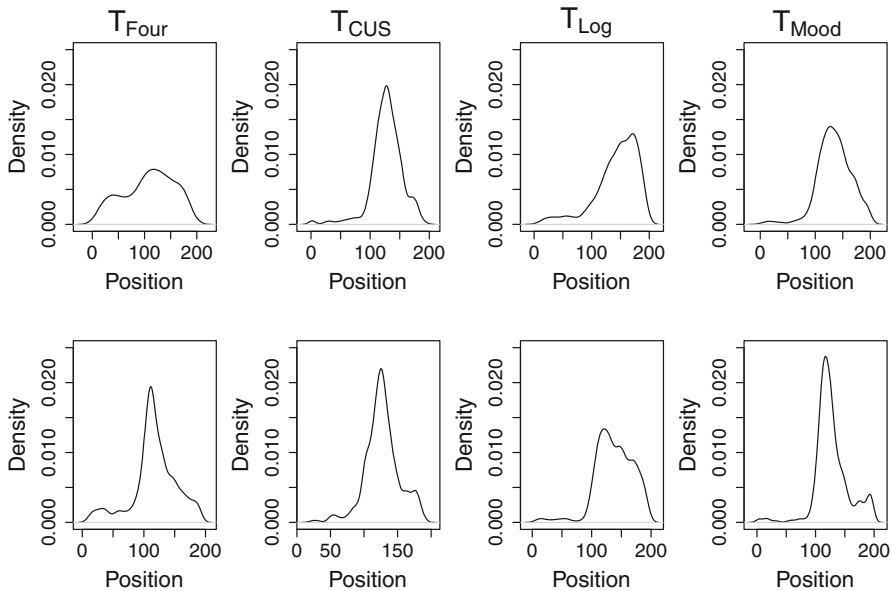 T_Four T_CUS T_Log T_Mood
Density Density Density Density
0.020 0.020 0.020 0.020
0.010 0.010 0.010 0.010
0.000 0.000 0.000 0.000
0 100 200 0 100 200 0 100 200 0 100 200
Position Position Position Position
Density Density Density Density
0.020 0.020 0.020 0.020
0.010 0.010 0.010 0.010
0.000 0.000 0.000 0.000
0 100 200 0 50 150 0 100 200 0 100 200
Position Position Position Position